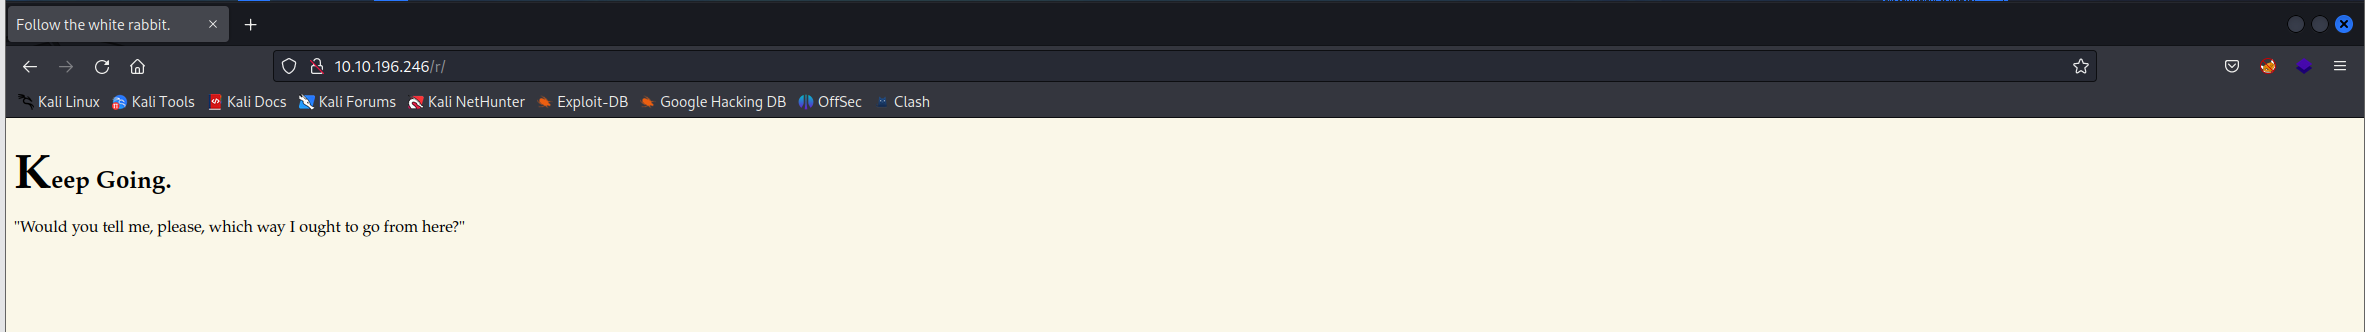 Follow the white rabbit.
10.10.196.246/r/
Kali Linux Kali Tools Kali Docs Kali Forums Kali NetHunter Exploit-DB Google Hacking DB OffSec Clash
Keep Going.
"Would you tell me, please, which way I ought to go from here?"